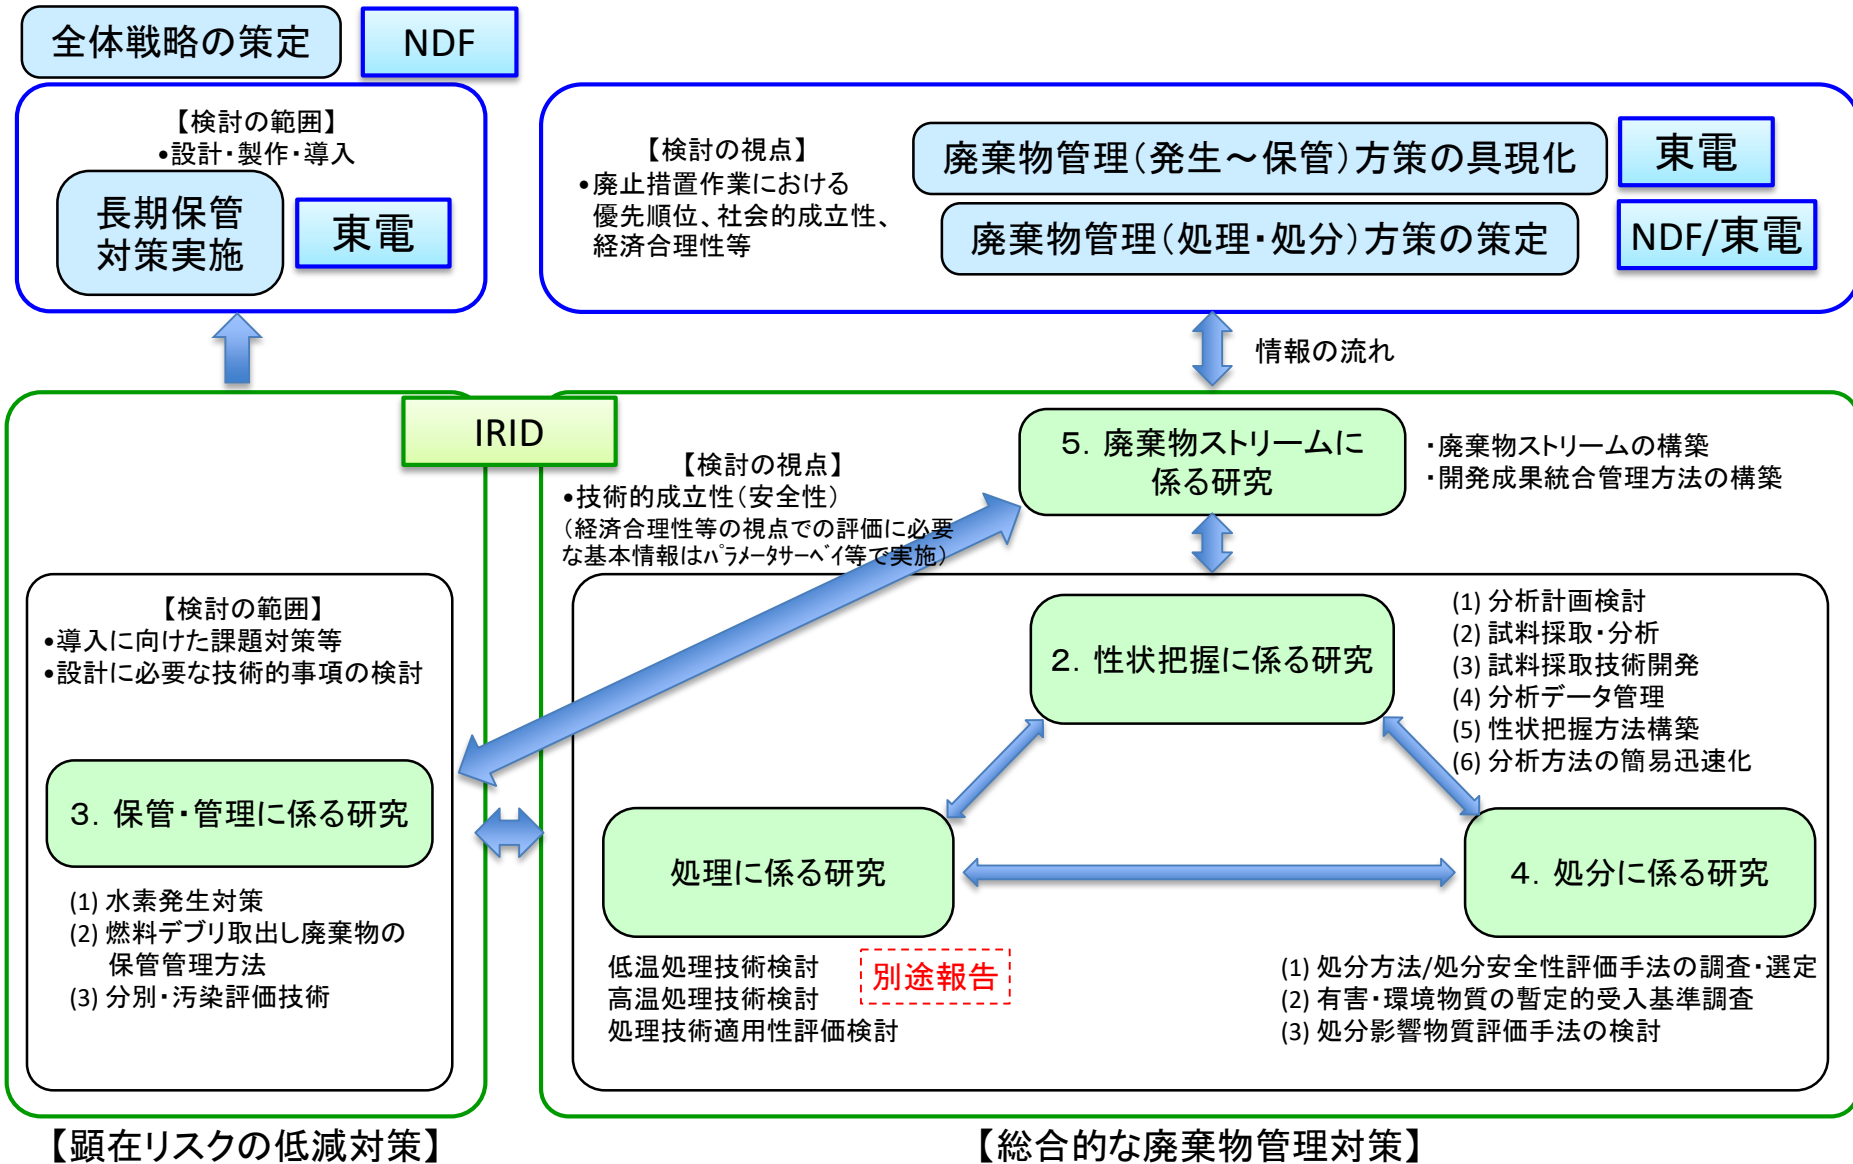 全体戦略の策定
NDF
【検討の範囲】
•設計・製作・導入
長期保管
対策実施
東電
【検討の視点】
•廃止措置作業における
優先順位、社会的成立性、
経済合理性等
廃棄物管理(発生～保管)方策の具現化
東電
廃棄物管理(処理・処分)方策の策定
NDF/東電
情報の流れ
IRID
【検討の視点】
•技術的成立性(安全性)
(経済合理性等の視点での評価に必要
な基本情報はﾊﾟﾗﾒｰﾀｻｰﾍﾞｲ等で実施)
5．廃棄物ストリームに
係る研究
・廃棄物ストリームの構築
・開発成果統合管理方法の構築
【検討の範囲】
•導入に向けた課題対策等
•設計に必要な技術的事項の検討
3．保管・管理に係る研究
(1) 水素発生対策
(2) 燃料デブリ取出し廃棄物の
保管管理方法
(3) 分別・汚染評価技術
2．性状把握に係る研究
(1) 分析計画検討
(2) 試料採取・分析
(3) 試料採取技術開発
(4) 分析データ管理
(5) 性状把握方法構築
(6) 分析方法の簡易迅速化
処理に係る研究
低温処理技術検討
高温処理技術検討
処理技術適用性評価検討
別途報告
4．処分に係る研究
(1) 処分方法/処分安全性評価手法の調査・選定
(2) 有害・環境物質の暫定的受入基準調査
(3) 処分影響物質評価手法の検討
【顕在リスクの低減対策】
【総合的な廃棄物管理対策】